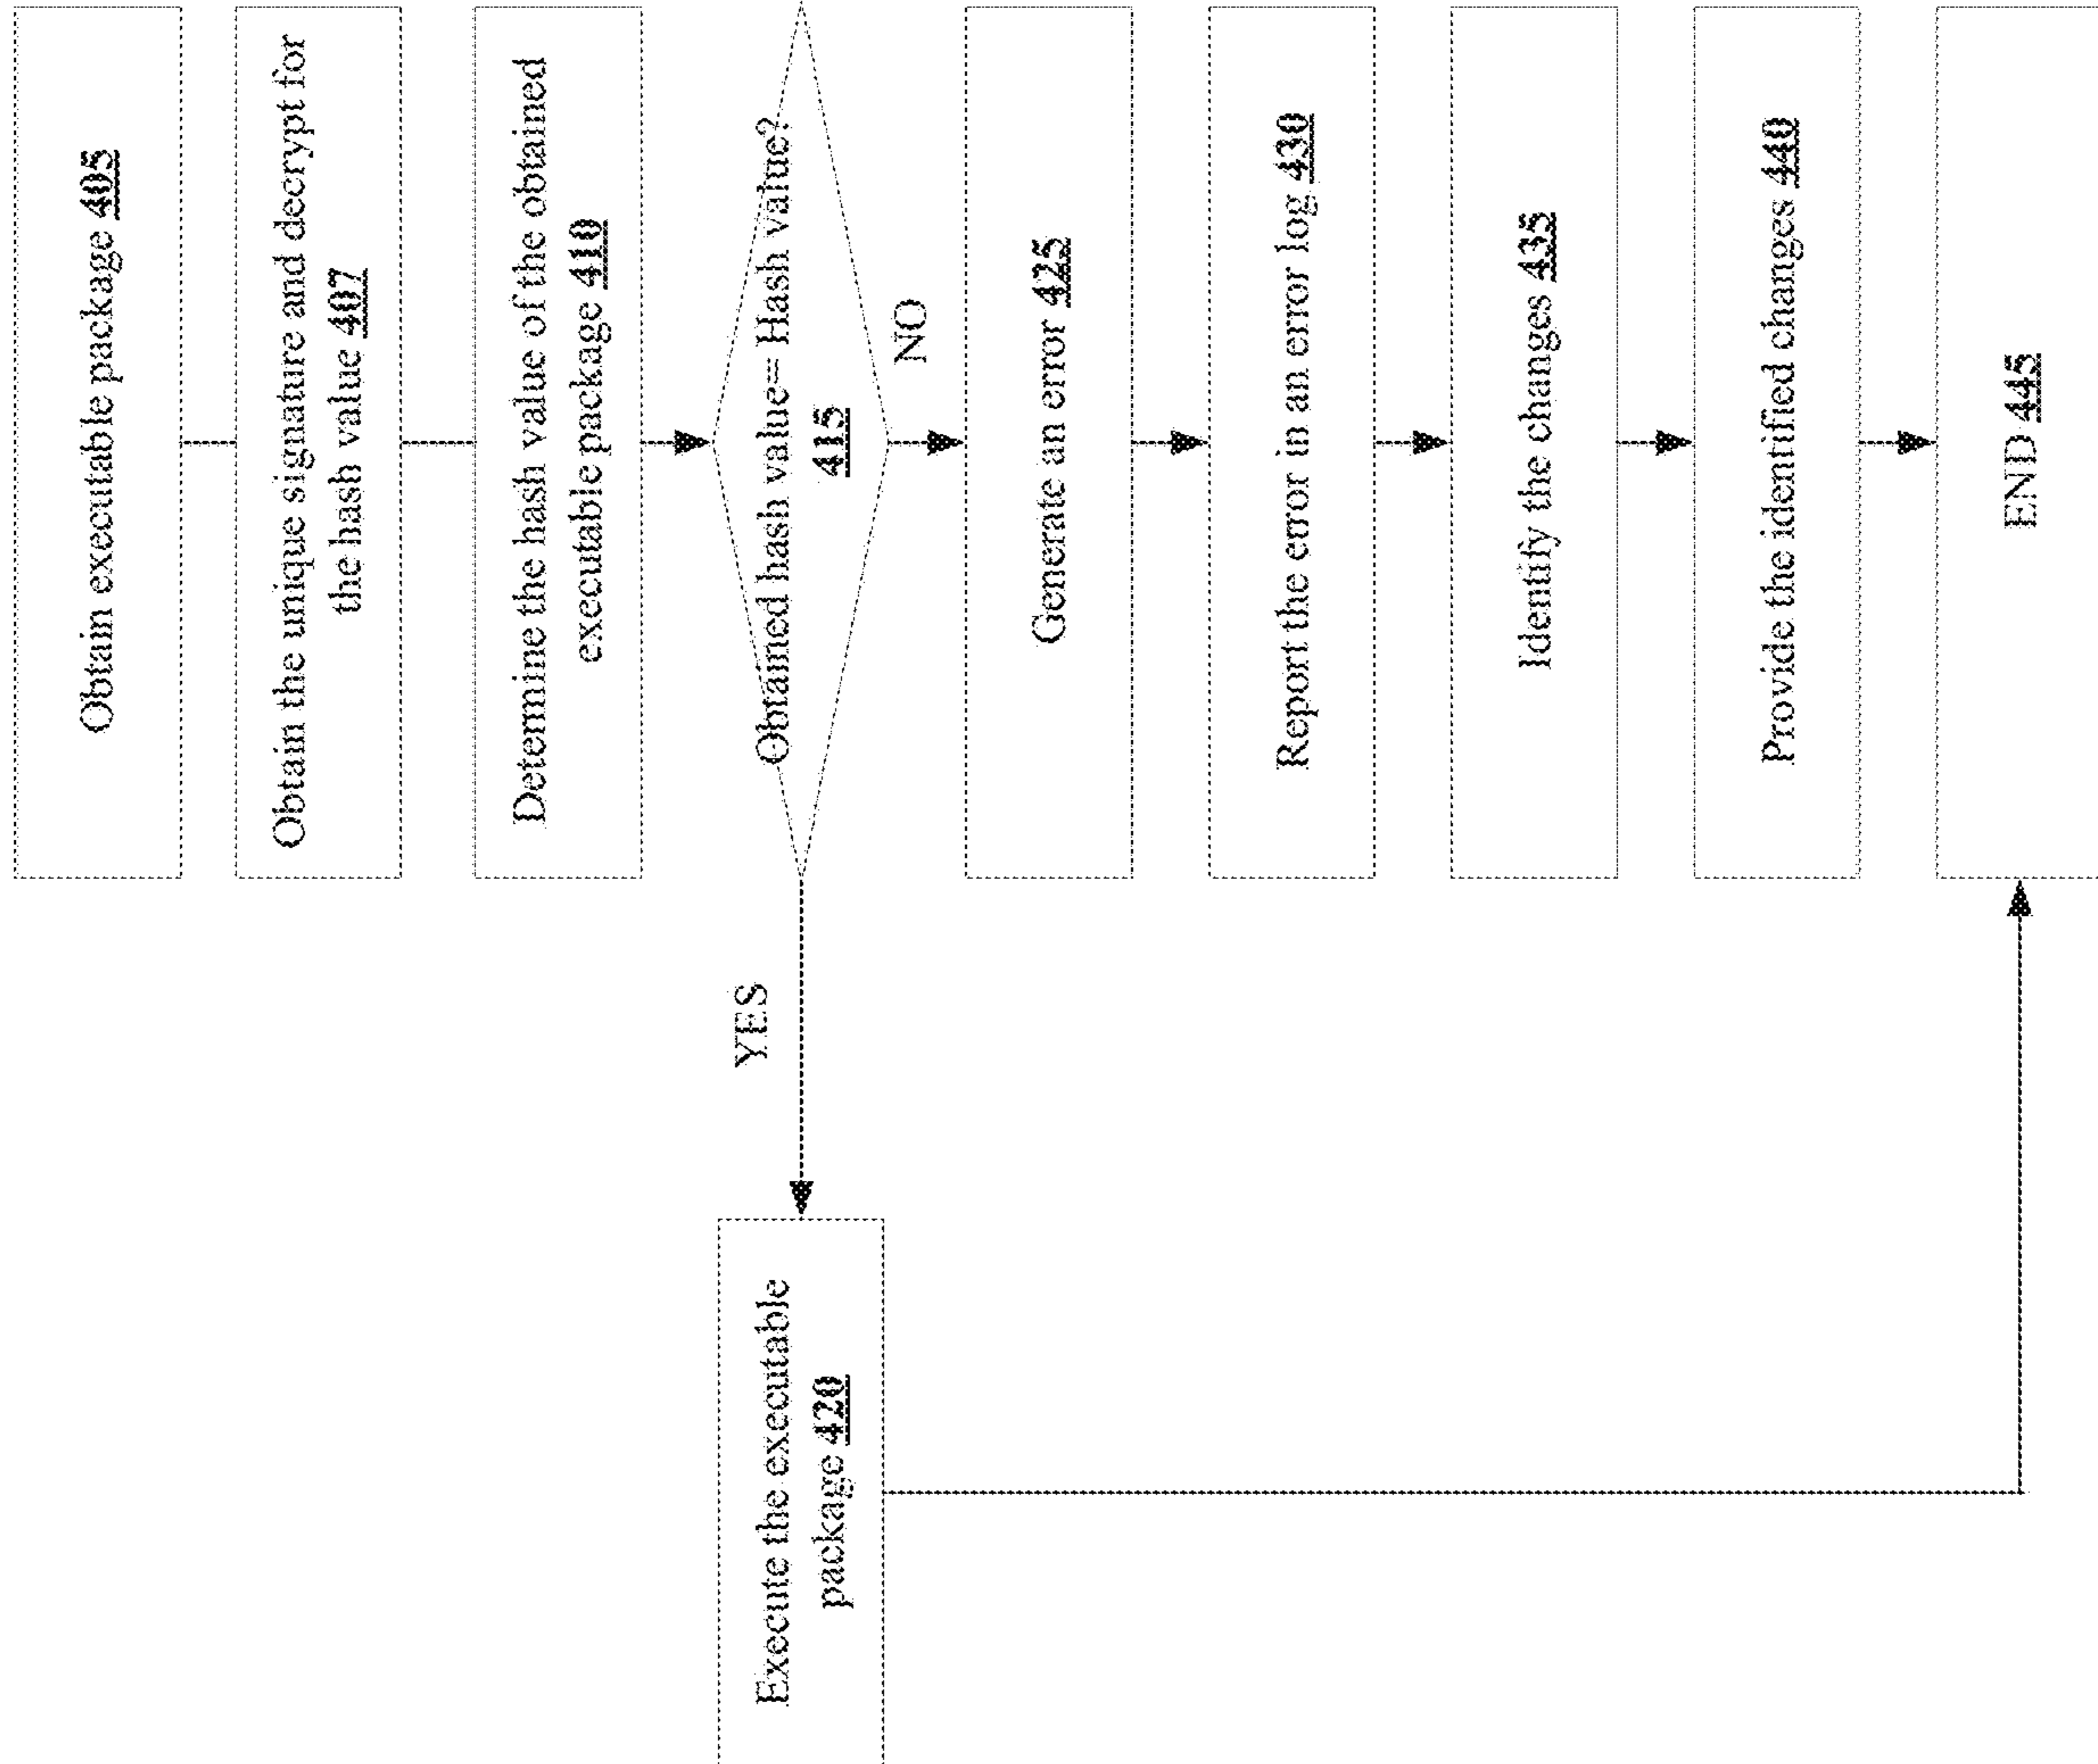 Obtain executable package 405
Obtain the unique signature and decrypt for
the hash value 407
Determine the hash value of the obtained
executable package 410
Obtained hash value= Hash value?
415
YES
NO
Execute the executable
package 420
Generate an error 425
Report the error in an error log 430
Identify the changes 435
Provide the identified changes 440
END 445